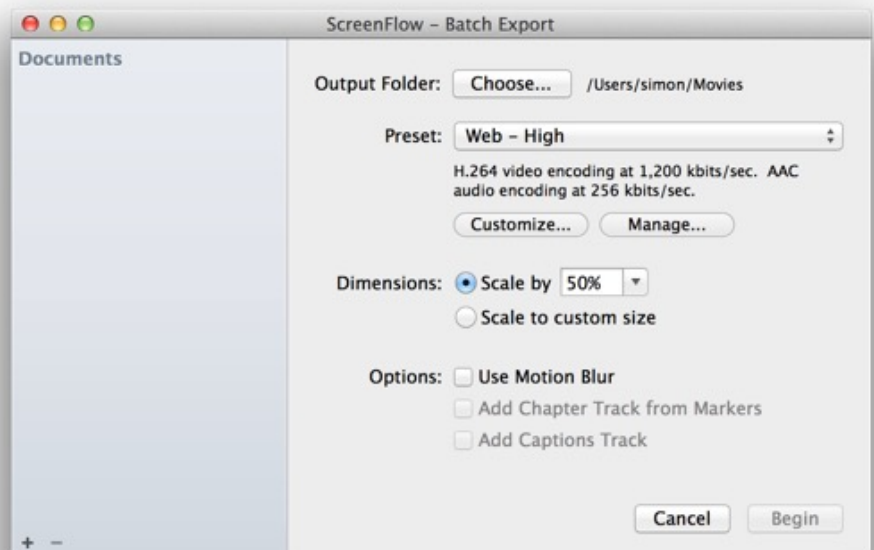 ScreenFlow – Batch Export
Documents
Output Folder: Choose... /Users/simon/Movies
Preset: Web – High
H.264 video encoding at 1,200 kbits/sec. AAC
audio encoding at 256 kbits/sec.
Customize... Manage...
Dimensions: Scale by 50%
Scale to custom size
Options: Use Motion Blur
Add Chapter Track from Markers
Add Captions Track
Cancel Begin
+ −